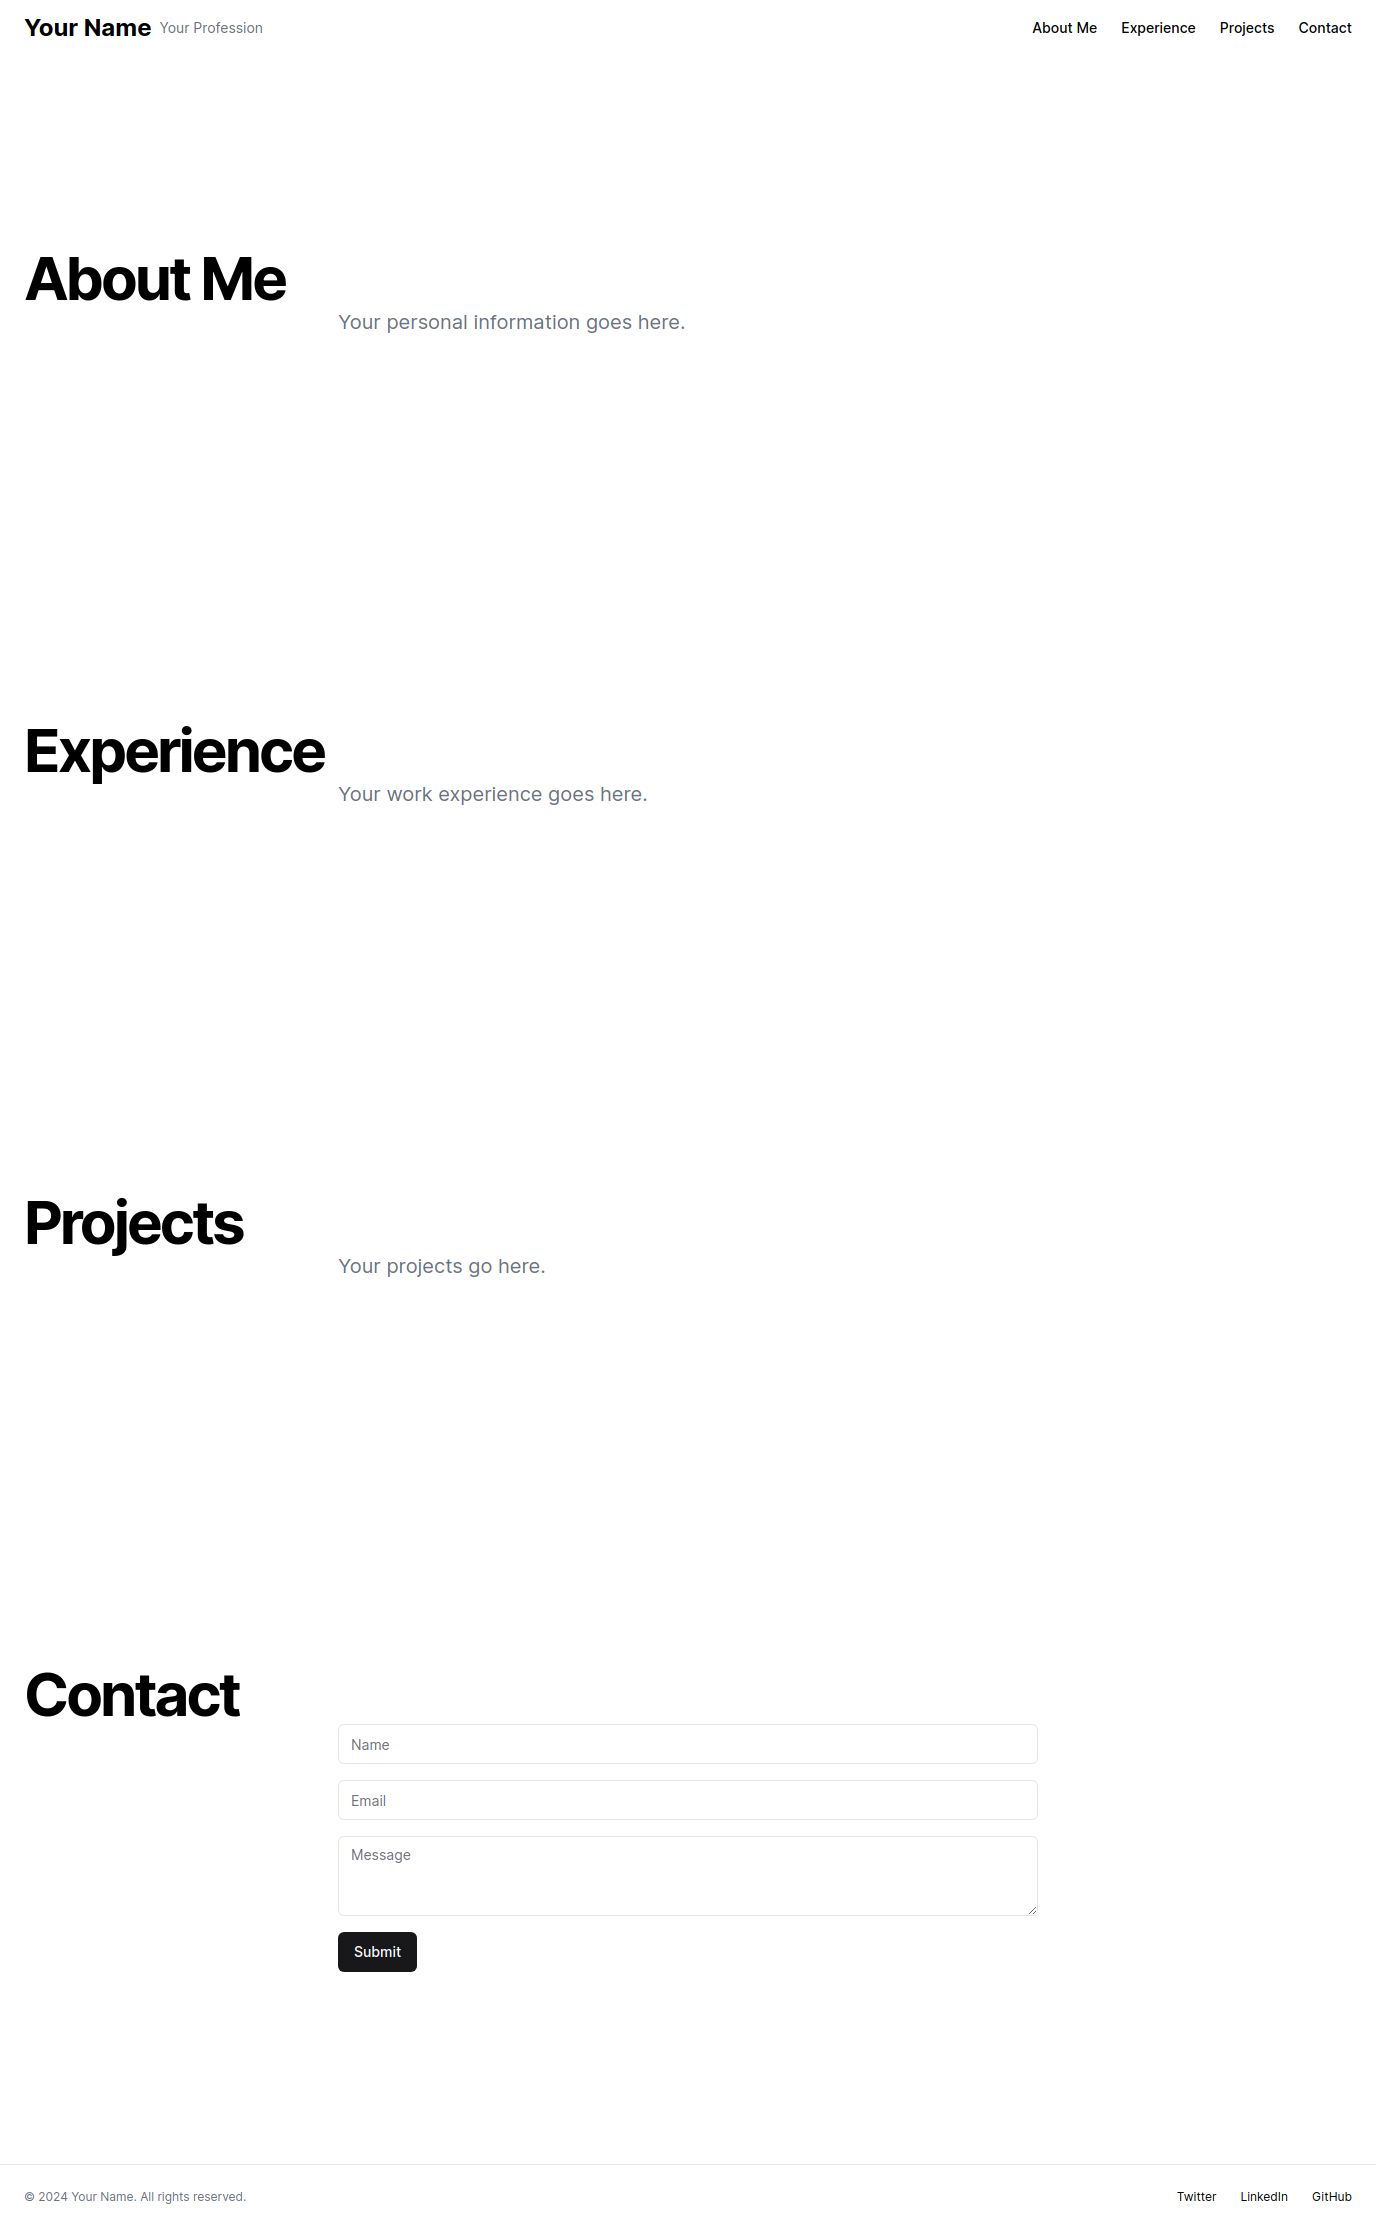 Your Name Your Profession About Me Experience Projects Contact
About Me
Your personal information goes here.
Experience
Your work experience goes here.
Projects
Your projects go here.
Contact
Name
Email
Message
Submit
© 2024 Your Name. All rights reserved. Twitter LinkedIn GitHub